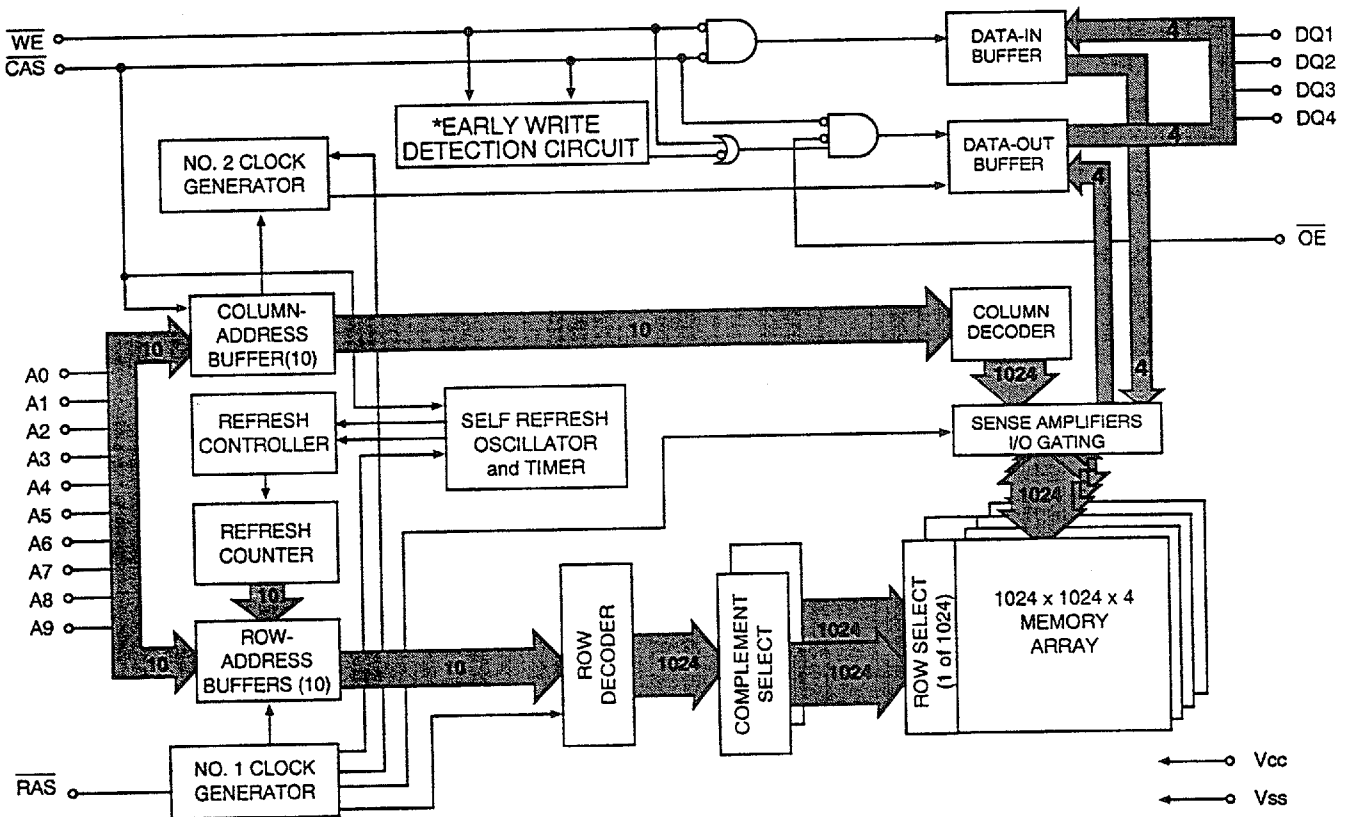 WE
CAS
4
DATA-IN
BUFFER
DQ1
DQ2
DQ3
DQ4
*EARLY WRITE
DETECTION CIRCUIT
4
DATA-OUT
BUFFER
NO. 2 CLOCK
GENERATOR
4
OE
COLUMN-
ADDRESS
BUFFER(10)
10
10
COLUMN
DECODER
4
1024
A0
A1
A2
A3
A4
A5
A6
A7
A8
A9
REFRESH
CONTROLLER
SELF REFRESH
OSCILLATOR
and TIMER
SENSE AMPLIFIERS
I/O GATING
1024
REFRESH
COUNTER
10
10
ROW-
ADDRESS
BUFFERS (10)
10
ROW
DECODER
1024
COMPLEMENT
SELECT
1024
1024
ROW SELECT
(1 of 1024)
1024 x 1024 x 4
MEMORY
ARRAY
RAS
NO. 1 CLOCK
GENERATOR
Vcc
Vss